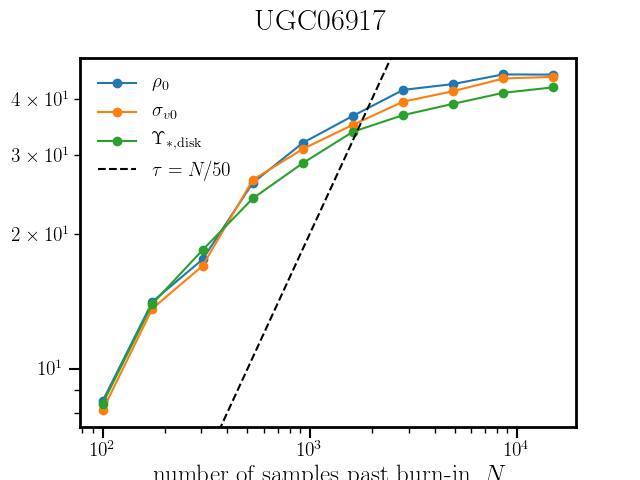 UGC06917
ρ₀
σᵥ₀
ϒ*,disk
τ = N/50
4 × 10¹
3 × 10¹
2 × 10¹
10¹
10² 10³ 10⁴
number of samples past burn-in, N